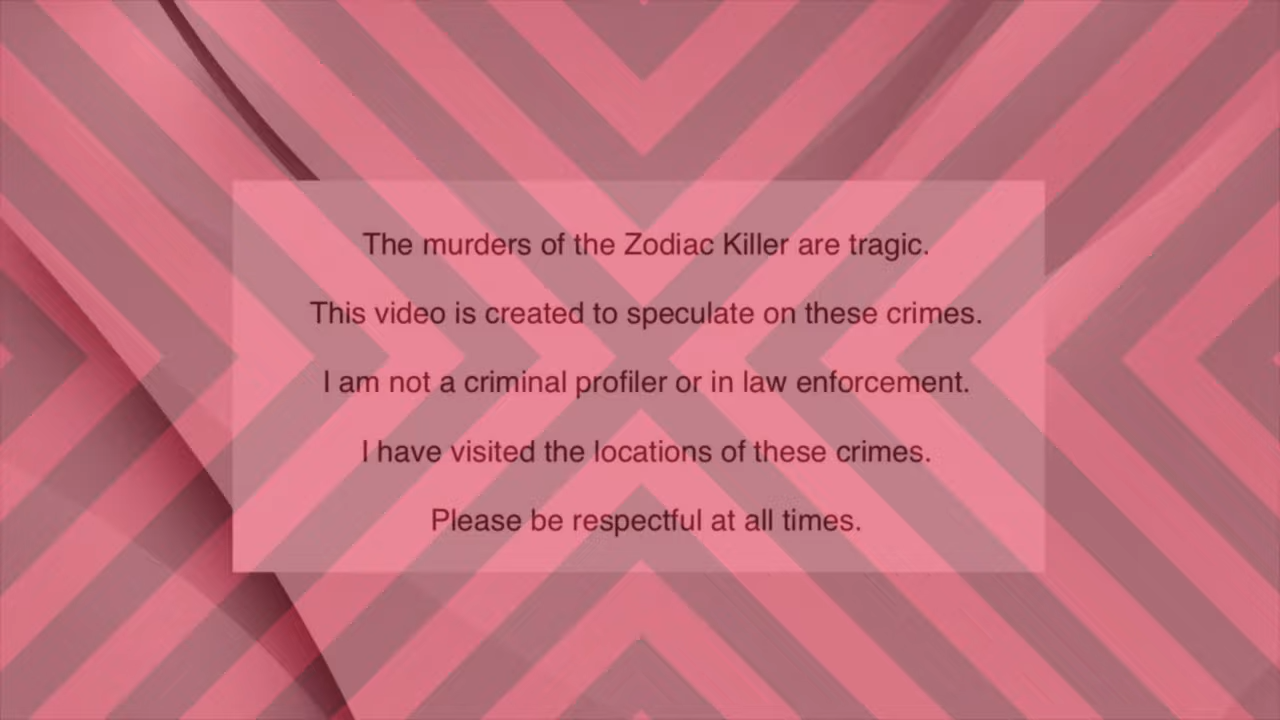 The murders of the Zodiac Killer are tragic.
This video is created to speculate on these crimes.
I am not a criminal profiler or in law enforcement.
I have visited the locations of these crimes.
Please be respectful at all times.